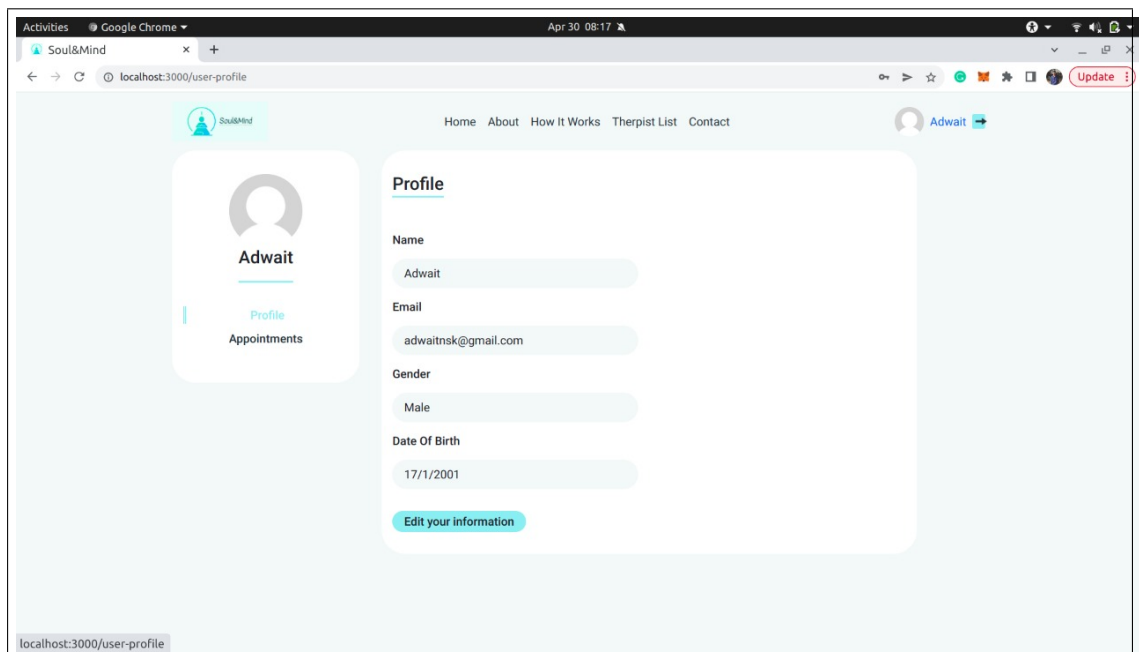 Activities Google Chrome Apr 30 08:17
Soul&Mind
localhost:3000/user-profile Update
Soul&Mind Home About How It Works Therpist List Contact Adwait
Profile
Adwait
Profile
Appointments
Name
Adwait
Email
adwaitnsk@gmail.com
Gender
Male
Date Of Birth
17/1/2001
Edit your information
localhost:3000/user-profile